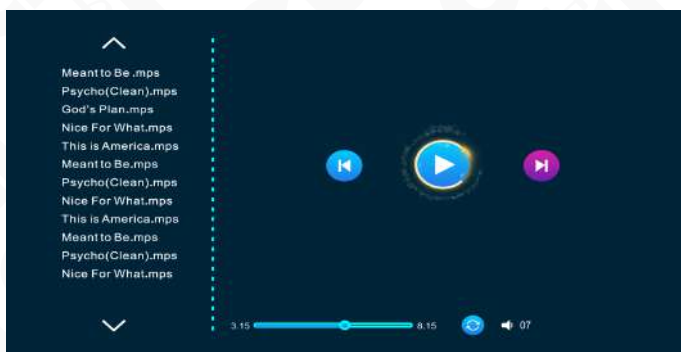 Meant to Be .mps
Psycho(Clean).mps
God's Plan.mps
Nice For What.mps
This is America.mps
Meant to Be.mps
Psycho(Clean).mps
Nice For What.mps
This is America.mps
Meant to Be.mps
Psycho(Clean).mps
Nice For What.mps
3.15 8.15 07